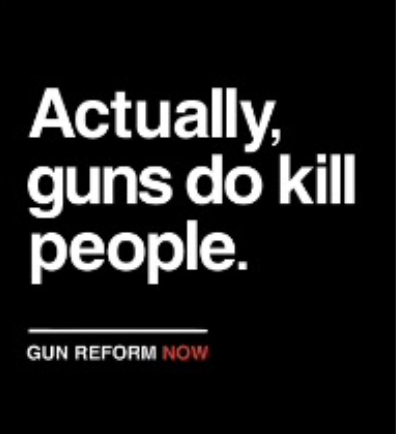 Actually,
guns do kill
people.
GUN REFORM NOW